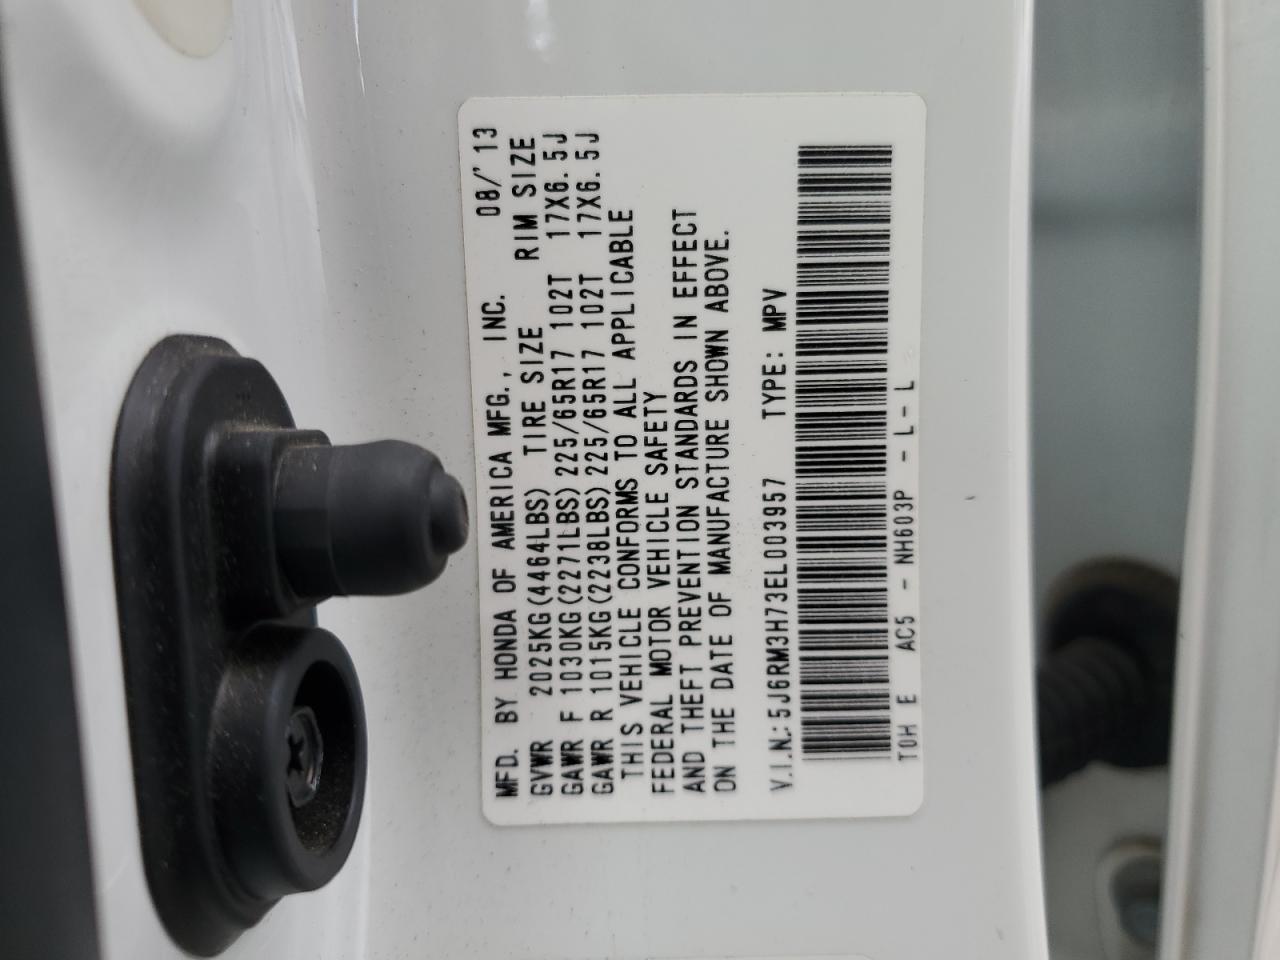 MFD. BY HONDA OF AMERICA MFG., INC. 08/'13
GVWR 2025KG(4464LBS) TIRE SIZE RIM SIZE
GAWR F 1030KG(2271LBS) 225/65R17 102T 17X6.5J
GAWR R 1015KG(2238LBS) 225/65R17 102T 17X6.5J
THIS VEHICLE CONFORMS TO ALL APPLICABLE
FEDERAL MOTOR VEHICLE SAFETY
AND THEFT PREVENTION STANDARDS IN EFFECT
ON THE DATE OF MANUFACTURE SHOWN ABOVE.
V.I.N.: 5J6RM3H73EL003957 TYPE: MPV
TOH E AC5 - NH603P - L - L